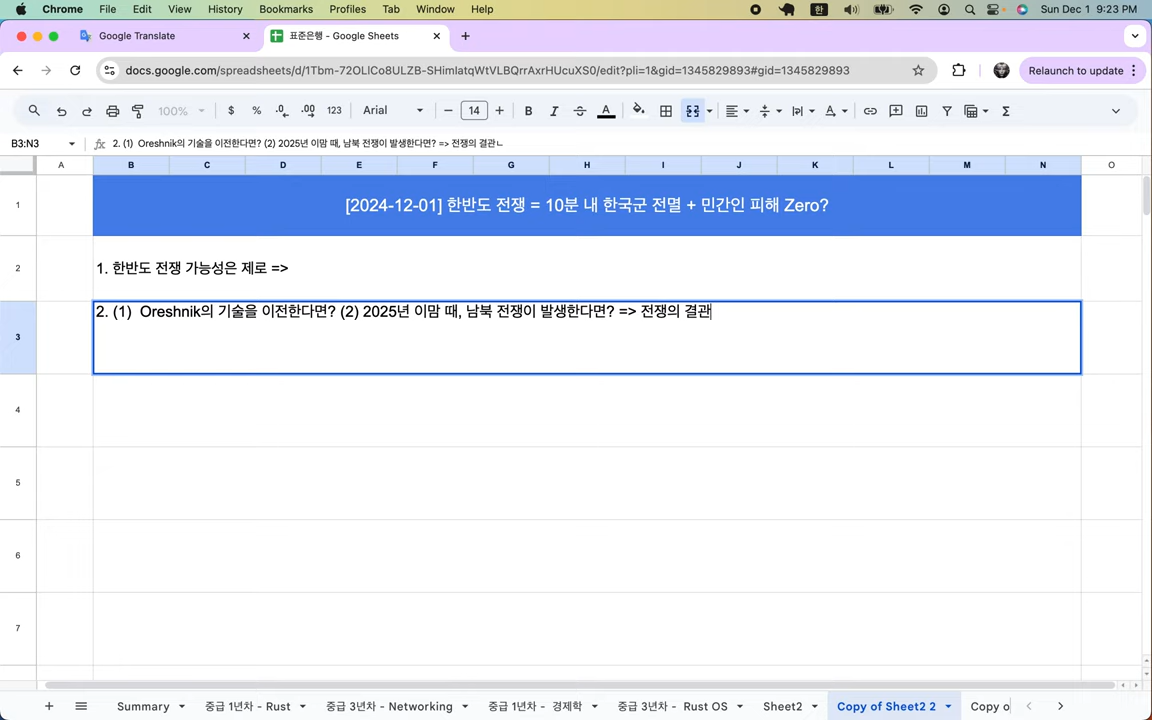 Chrome File Edit View History Bookmarks Profiles Tab Window Help 한 Sun Dec 1 9:23 PM
Google Translate 표준은행 - Google Sheets
docs.google.com/spreadsheets/d/1Tbm-72OLlCo8ULZB-SHimlatqWtVLBQrrAxrHUcuXS0/edit?pli=1&gid=1345829893#gid=1345829893 Relaunch to update
100% $ % .0 .00 123 Arial 14 B I A
B3:N3 fx 2. (1) Oreshnik의 기술을 이전한다면? (2) 2025년 이맘 때, 남북 전쟁이 발생한다면? => 전쟁의 결관ㄴ
A B C D E F G H I J K L M N O
1 [2024-12-01] 한반도 전쟁 = 10분 내 한국군 전멸 + 민간인 피해 Zero?
2 1. 한반도 전쟁 가능성은 제로 =>
3 2. (1) Oreshnik의 기술을 이전한다면? (2) 2025년 이맘 때, 남북 전쟁이 발생한다면? => 전쟁의 결관
4
5
6
7
Summary 중급 1년차 - Rust 중급 3년차 - Networking 중급 1년차 - 경제학 중급 3년차 - Rust OS Sheet2 Copy of Sheet2 2 Copy o